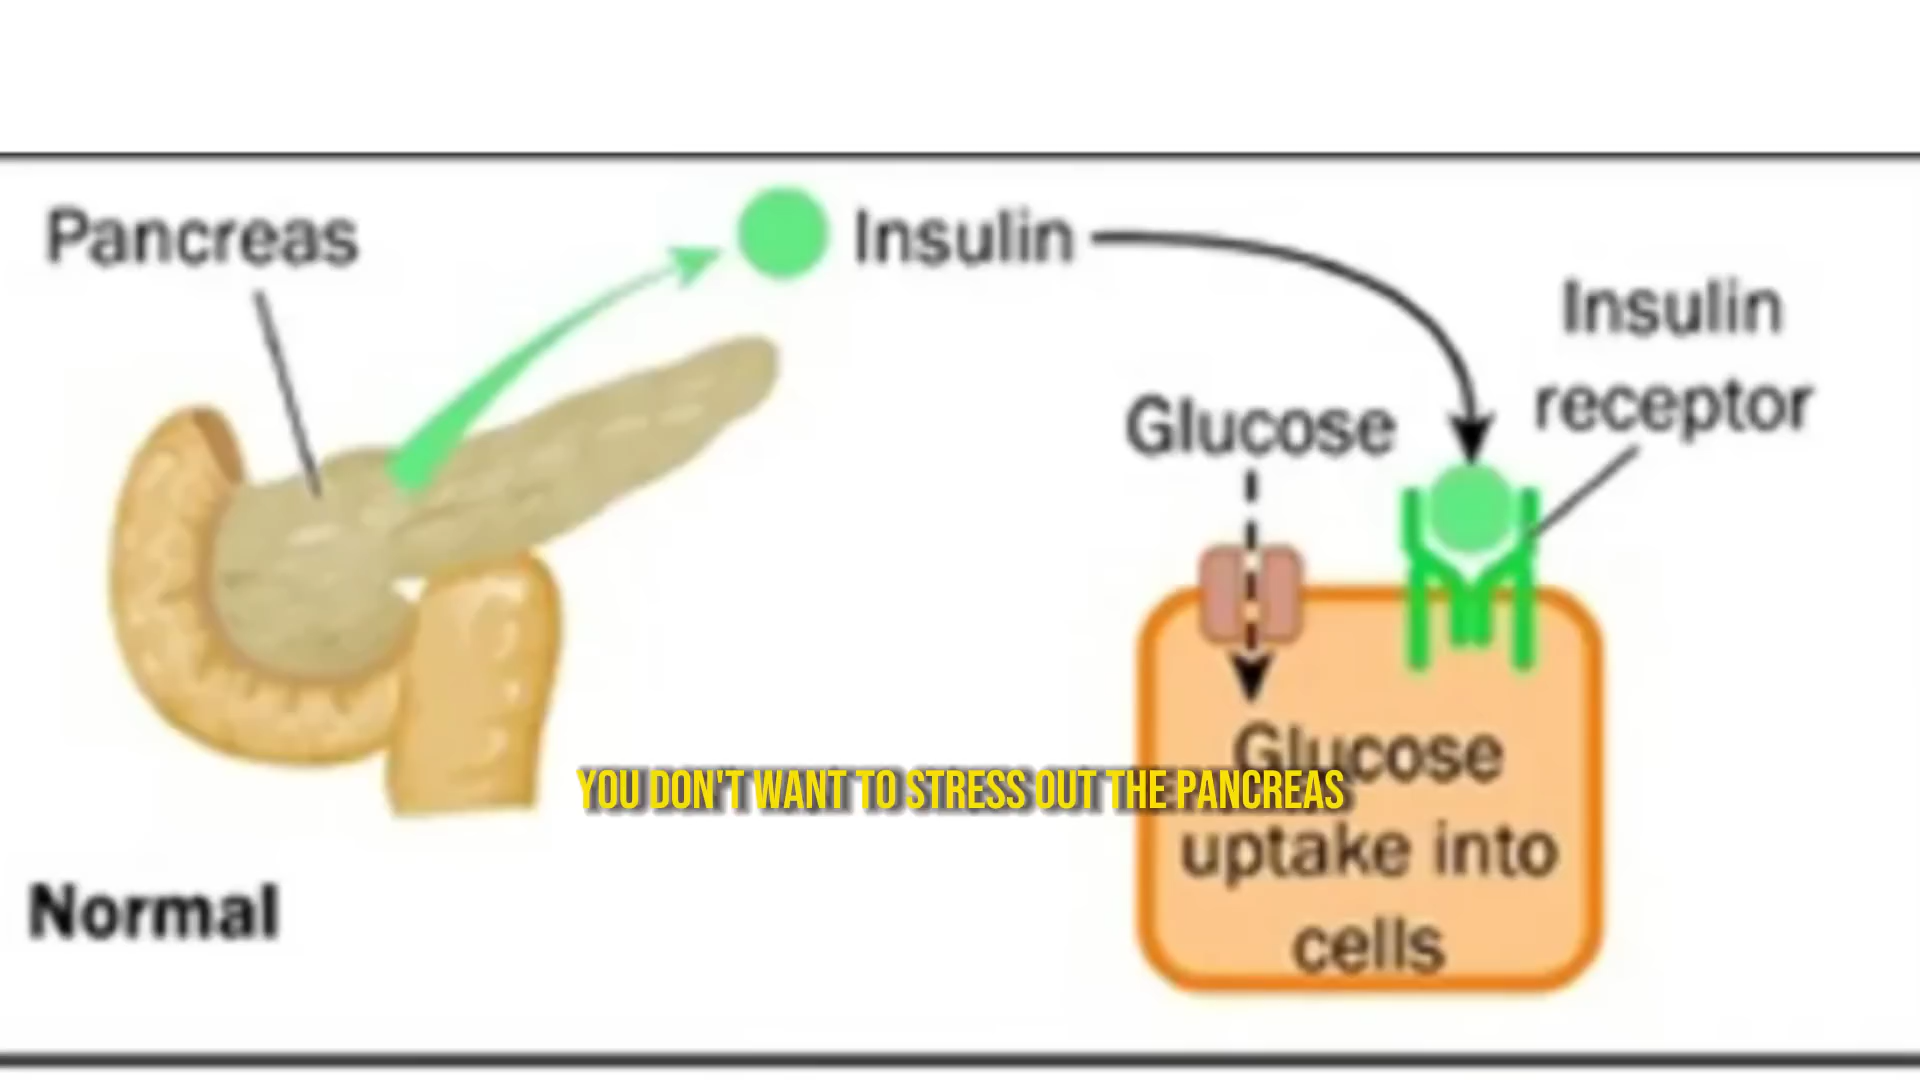 Pancreas
Insulin
Insulin
receptor
Glucose
Glucose
YOU DON'T WANT TO STRESS OUT THE PANCREAS
uptake into
cells
Normal